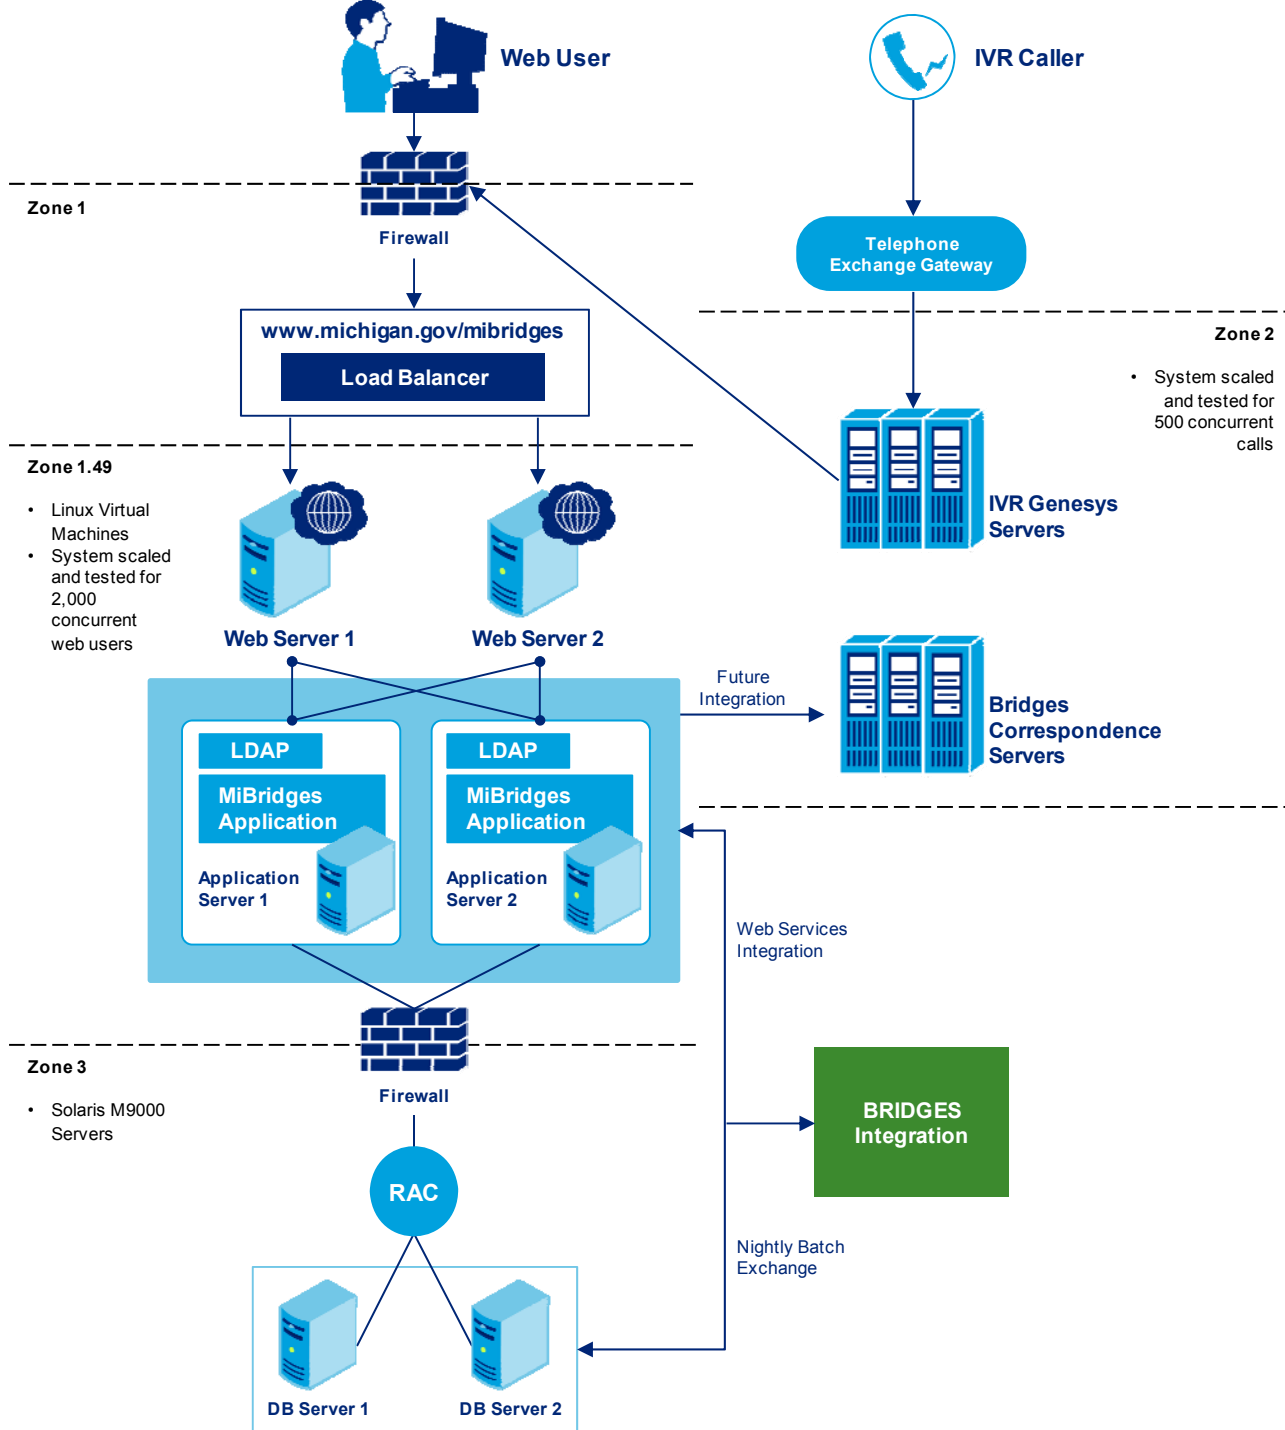 Web User
IVR Caller
Zone 1
Firewall
Telephone
Exchange Gateway
www.michigan.gov/mibridges
Load Balancer
Zone 2
• System scaled
and tested for
500 concurrent
calls
Zone 1.49
• Linux Virtual
Machines
• System scaled
and tested for
2,000
concurrent
web users
IVR Genesys
Servers
Web Server 1
Web Server 2
Future
Integration
Bridges
Correspondence
Servers
LDAP
MiBridges
Application
Application
Server 1
LDAP
MiBridges
Application
Application
Server 2
Web Services
Integration
Zone 3
• Solaris M9000
Servers
Firewall
BRIDGES
Integration
RAC
Nightly Batch
Exchange
DB Server 1
DB Server 2